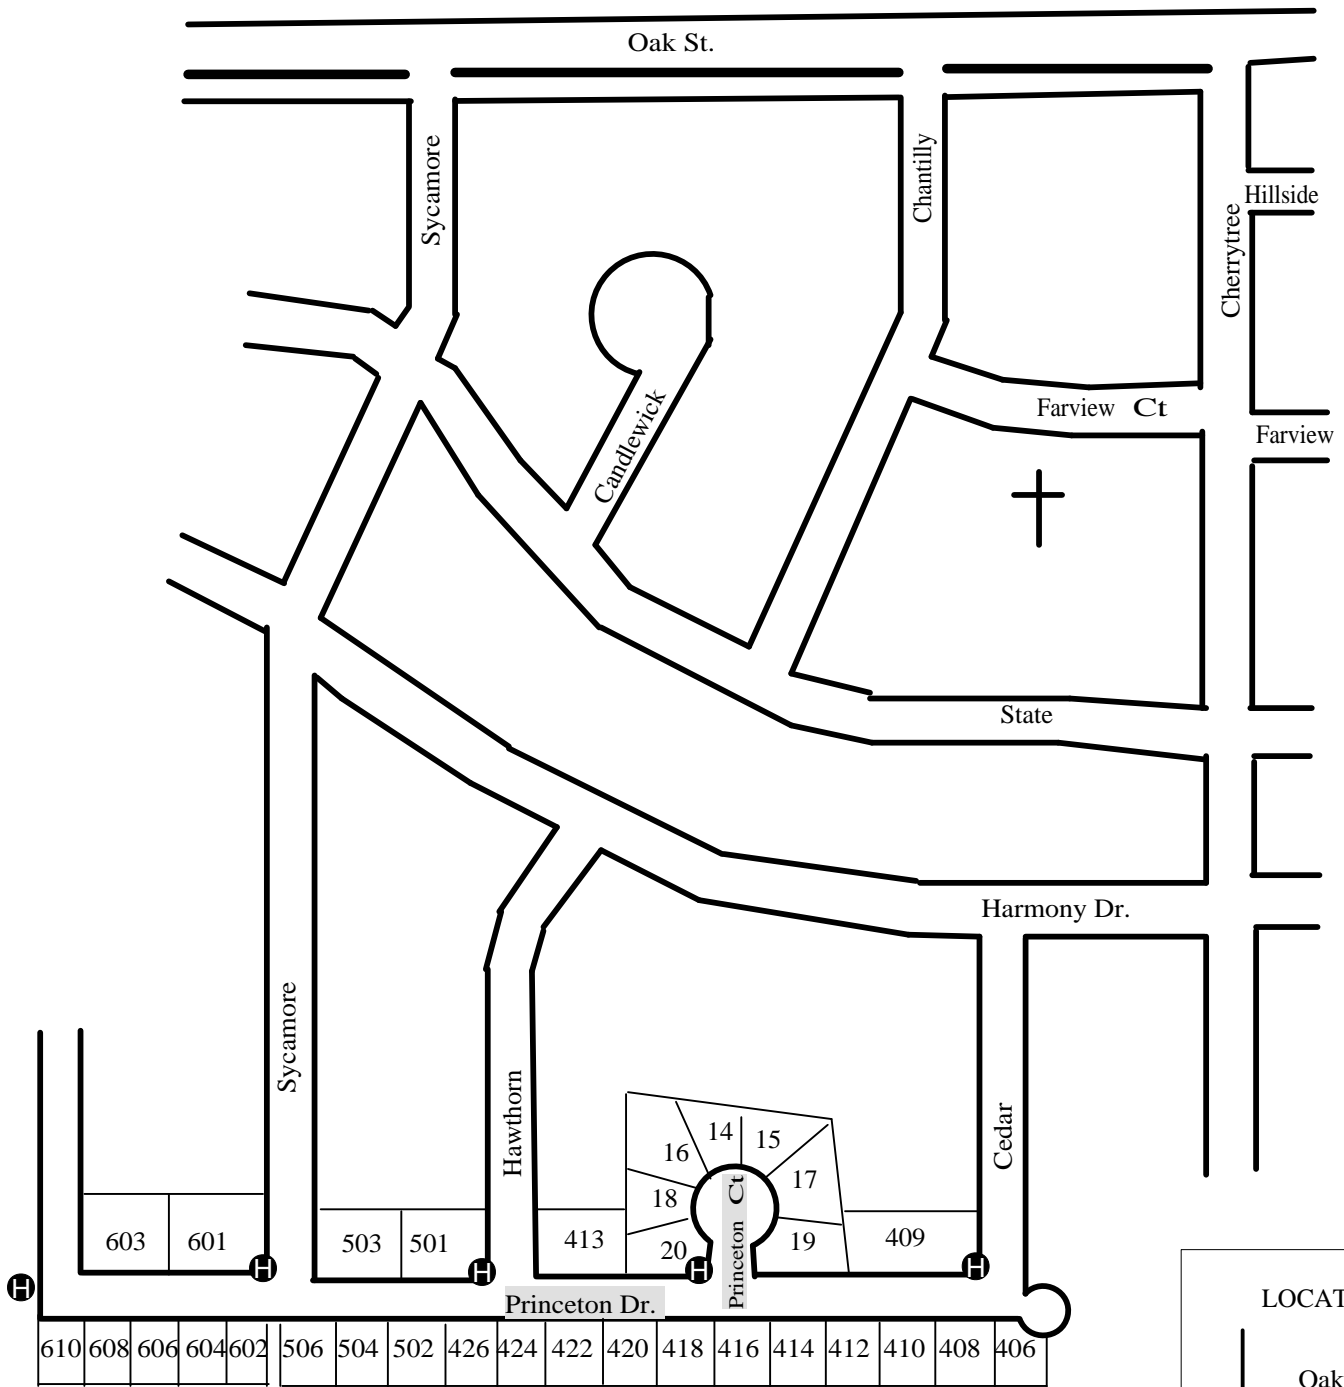 Oak St.
Sycamore
Chantilly
Hillside
Cherrytree
Candlewick
Farview Ct
Farview
State
Harmony Dr.
Sycamore
Hawthorn
Cedar
14
15
16
17
18
603
601
503
501
413
20
Princeton Ct
19
409
H
H
H
H
H
Princeton Dr.
LOCAT
610 608 606 604 602 506 504 502 426 424 422 420 418 416 414 412 410 408 406
Oak